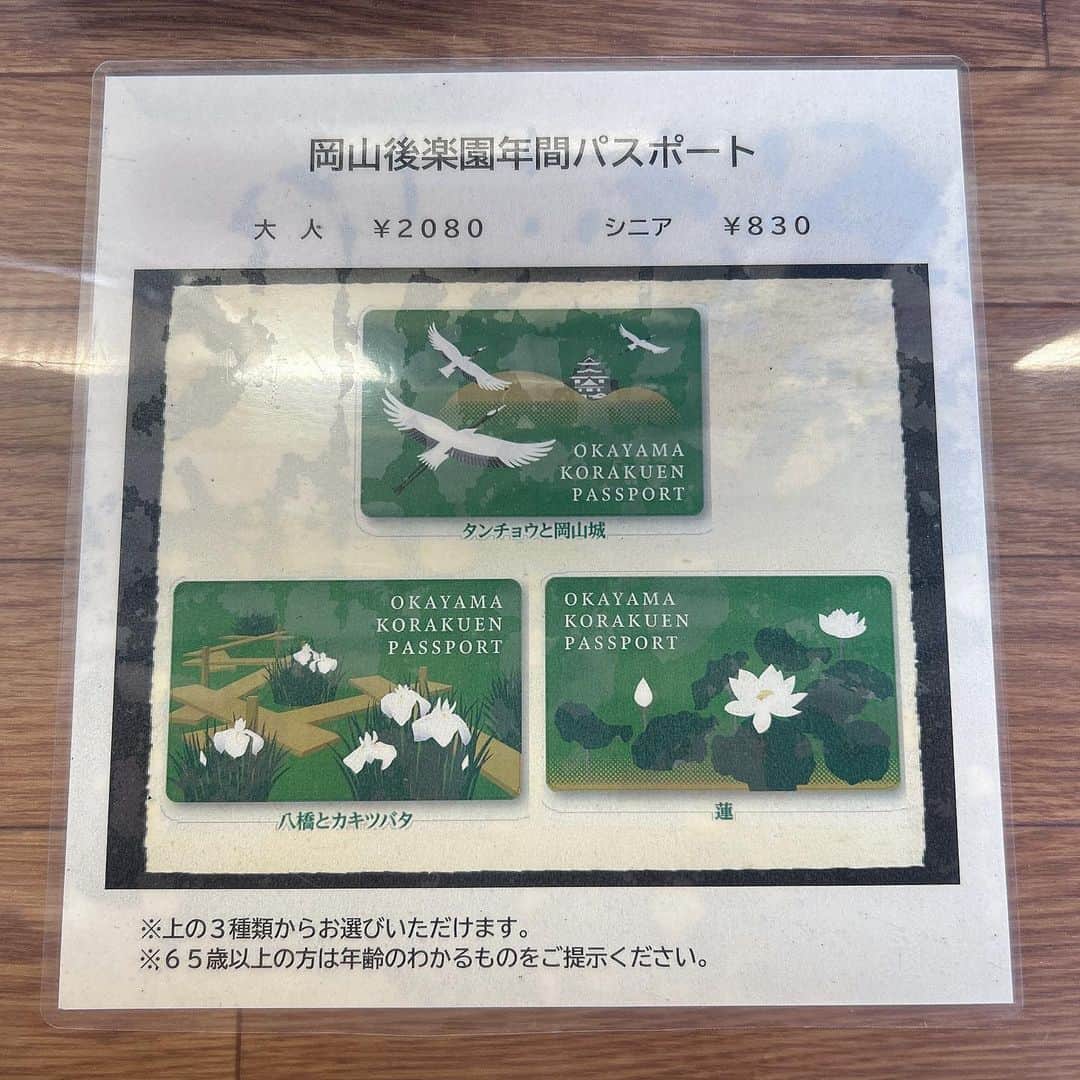 岡山後楽園年間パスポート
大 人 ￥２０８０ シニア ￥８３０
OKAYAMA
KORAKUEN
PASSPORT
タンチョウと岡山城
OKAYAMA
KORAKUEN
PASSPORT
八橋とカキツバタ
OKAYAMA
KORAKUEN
PASSPORT
蓮
※上の３種類からお選びいただけます。
※６５歳以上の方は年齢のわかるものをご提示ください。